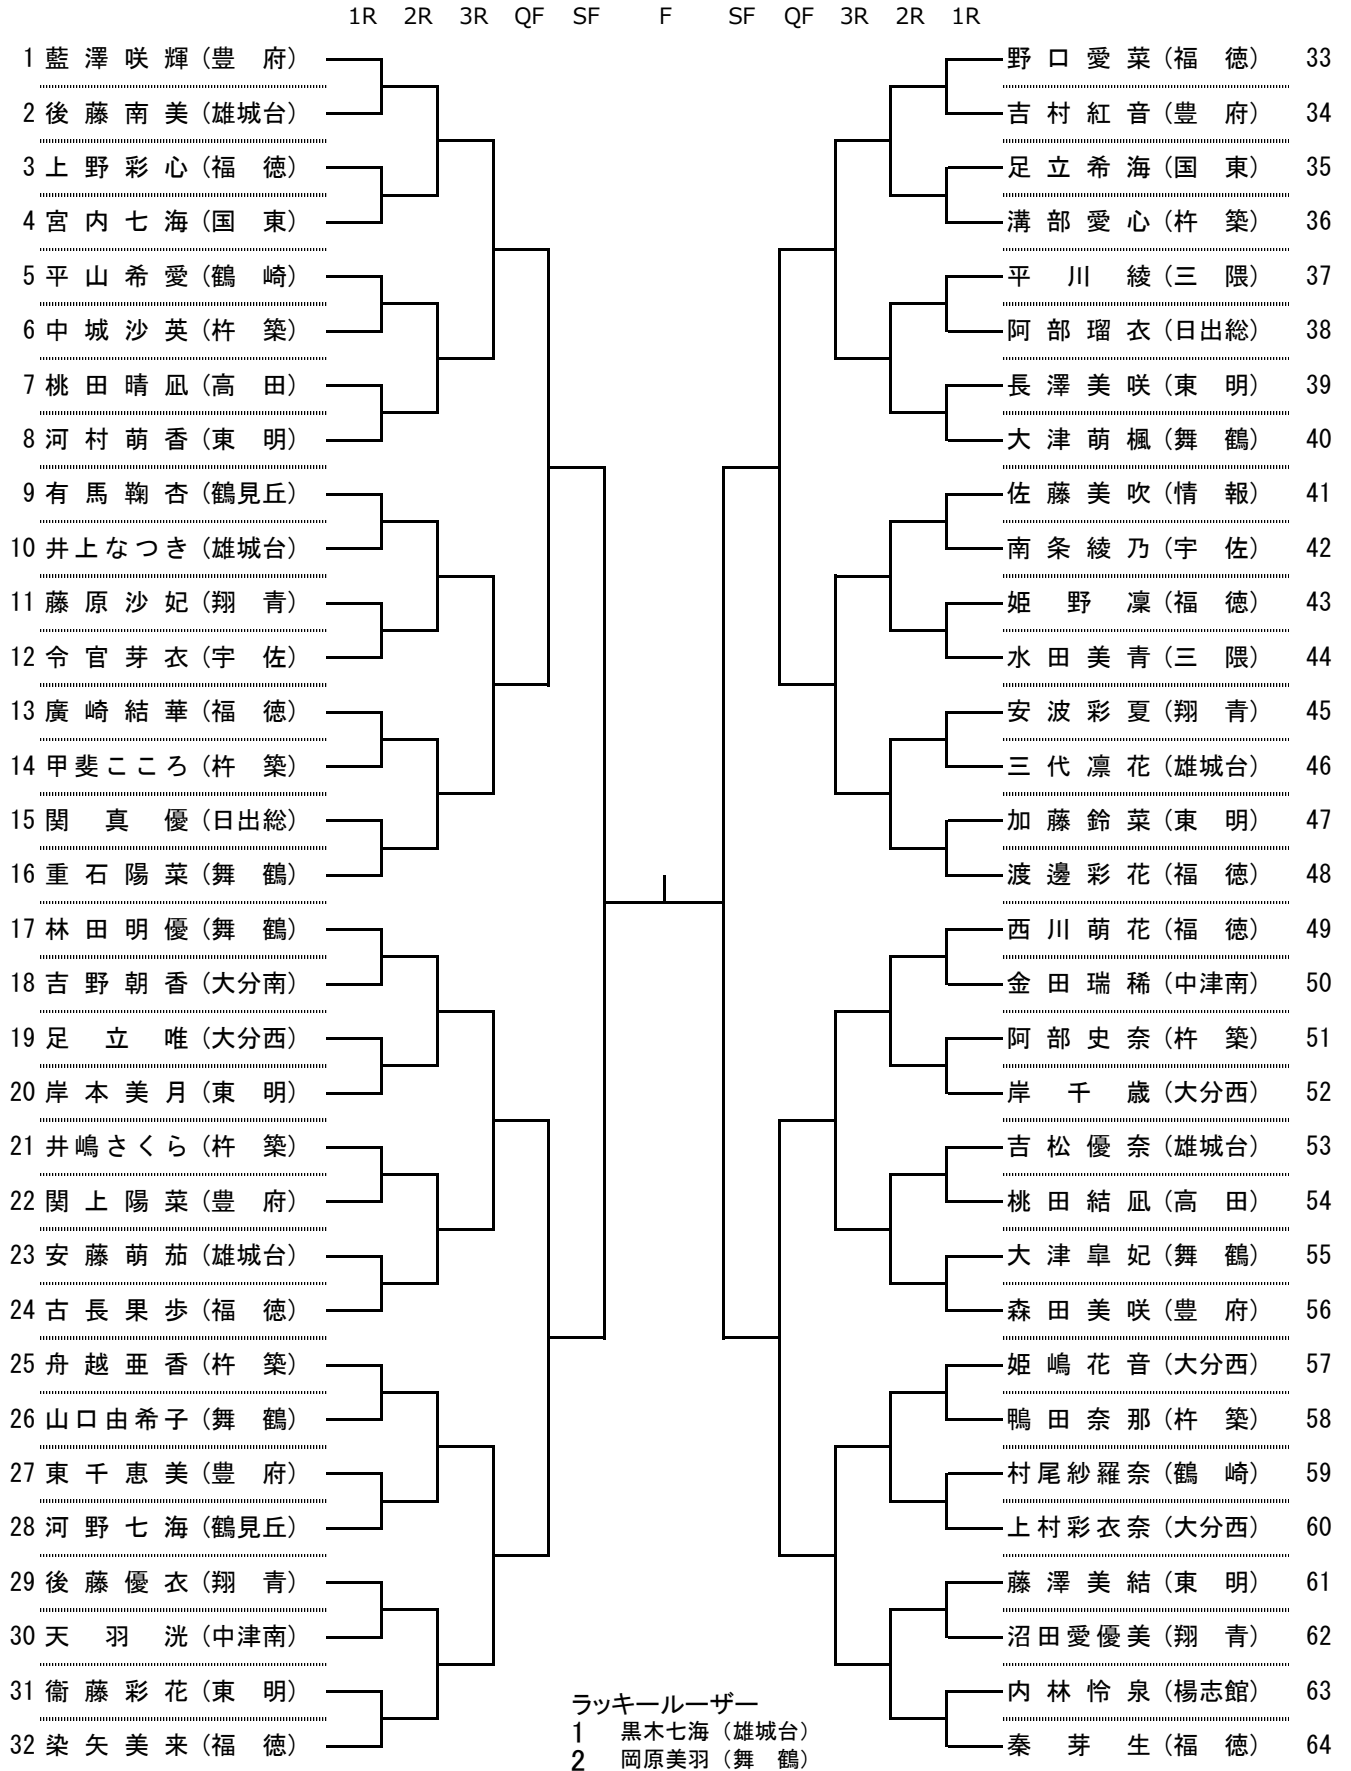 1R 2R 3R QF SF F SF QF 3R 2R 1R
1 藍澤咲輝（豊 府）
2 後藤南美（雄城台）
3 上野彩心（福 徳）
4 宮内七海（国 東）
5 平山希愛（鶴 崎）
6 中城沙英（杵 築）
7 桃田晴凪（高 田）
8 河村萌香（東 明）
9 有馬鞠杏（鶴見丘）
10 井上なつき（雄城台）
11 藤原沙妃（翔 青）
12 令官芽衣（宇 佐）
13 廣崎結華（福 徳）
14 甲斐こころ（杵 築）
15 関真優（日出総）
16 重石陽菜（舞 鶴）
17 林田明優（舞 鶴）
18 吉野朝香（大分南）
19 足立唯（大分西）
20 岸本美月（東 明）
21 井嶋さくら（杵 築）
22 関上陽菜（豊 府）
23 安藤萌茄（雄城台）
24 古長果歩（福 徳）
25 舟越亜香（杵 築）
26 山口由希子（舞 鶴）
27 東千恵美（豊 府）
28 河野七海（鶴見丘）
29 後藤優衣（翔 青）
30 天羽洸（中津南）
31 衞藤彩花（東 明）
32 染矢美来（福 徳）
野口愛菜（福 徳） 33
吉村紅音（豊 府） 34
足立希海（国 東） 35
溝部愛心（杵 築） 36
平川綾（三 隈） 37
阿部瑠衣（日出総） 38
長澤美咲（東 明） 39
大津萌楓（舞 鶴） 40
佐藤美吹（情 報） 41
南条綾乃（宇 佐） 42
姫野凜（福 徳） 43
水田美青（三 隈） 44
安波彩夏（翔 青） 45
三代凛花（雄城台） 46
加藤鈴菜（東 明） 47
渡邊彩花（福 徳） 48
西川萌花（福 徳） 49
金田瑞稀（中津南） 50
阿部史奈（杵 築） 51
岸千歳（大分西） 52
吉松優奈（雄城台） 53
桃田結凪（高 田） 54
大津皐妃（舞 鶴） 55
森田美咲（豊 府） 56
姫嶋花音（大分西） 57
鴨田奈那（杵 築） 58
村尾紗羅奈（鶴 崎） 59
上村彩衣奈（大分西） 60
藤澤美結（東 明） 61
沼田愛優美（翔 青） 62
内林怜泉（楊志館） 63
秦芽生（福 徳） 64
ラッキールーザー
1 黒木七海（雄城台）
2 岡原美羽（舞 鶴）